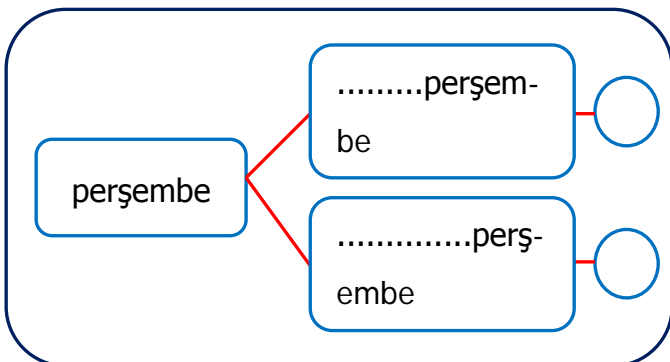 perşembe
.........perşem-
be
..............perş-
embe